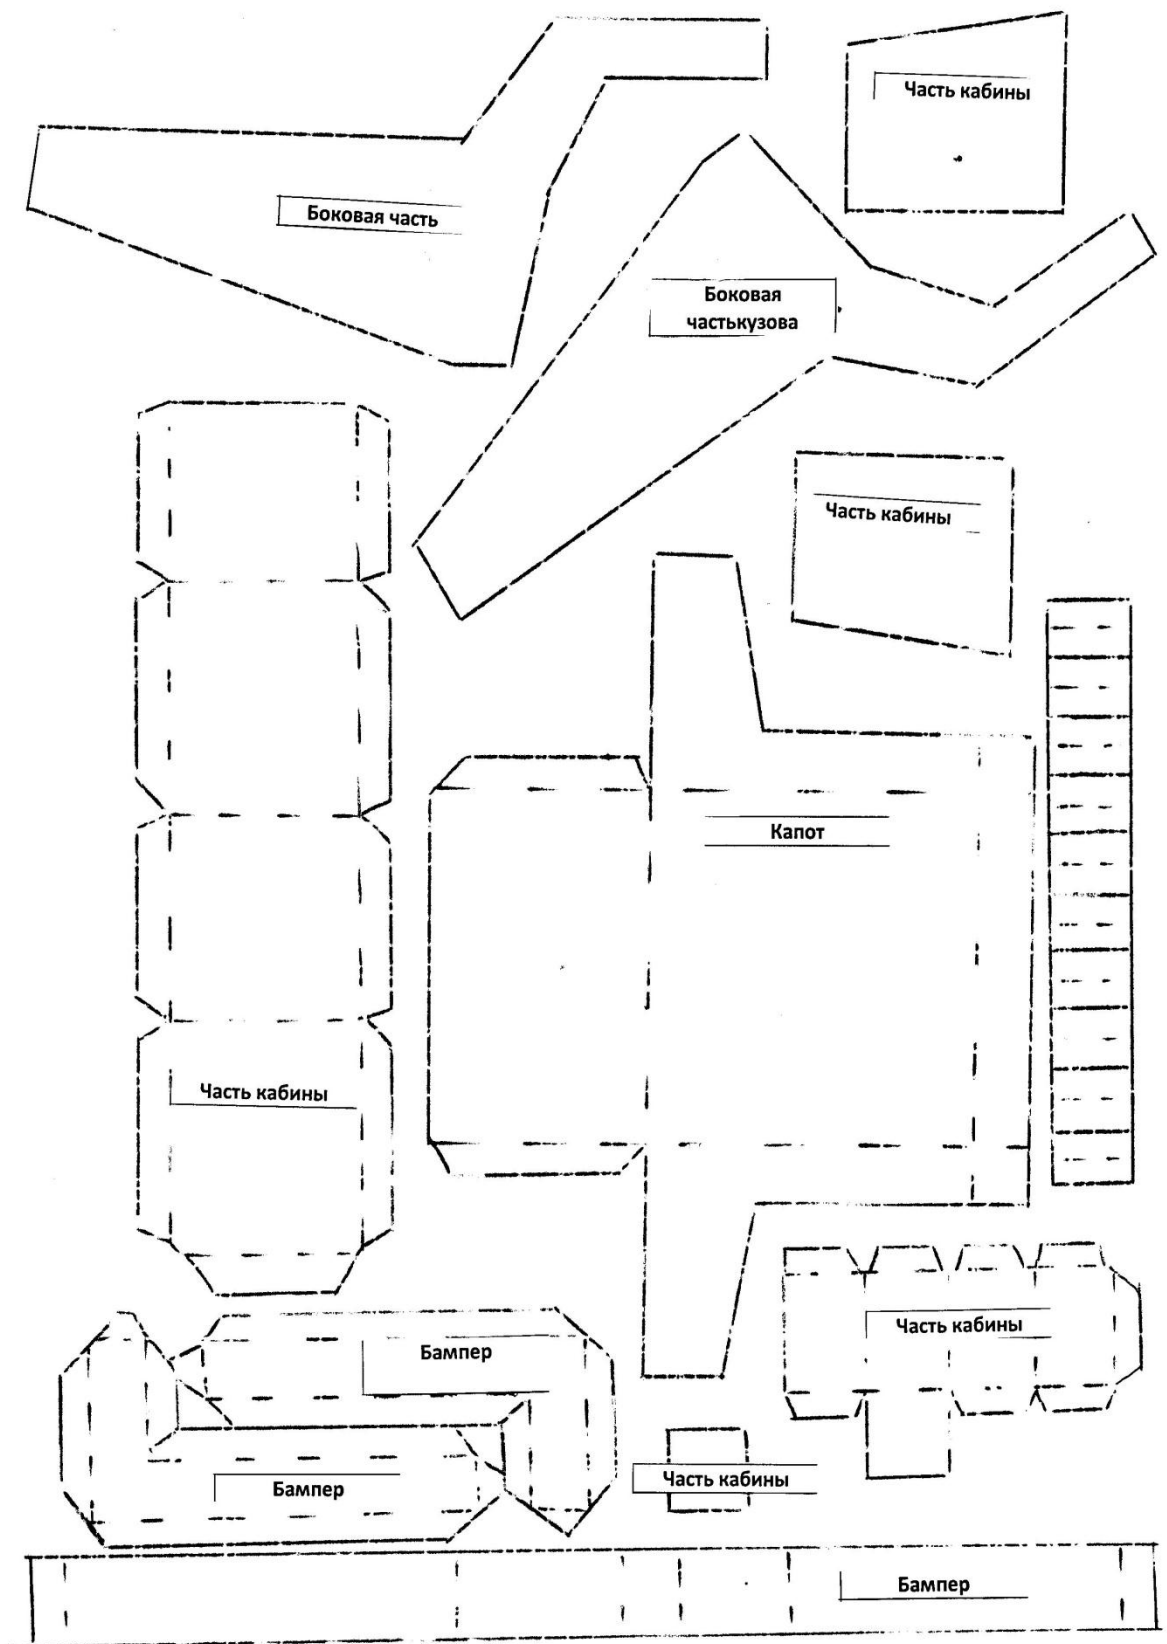 Часть кабины
Боковая часть
Боковая
частькузова
Часть кабины
Капот
Часть кабины
Часть кабины
Бампер
Бампер
Часть кабины
Бампер